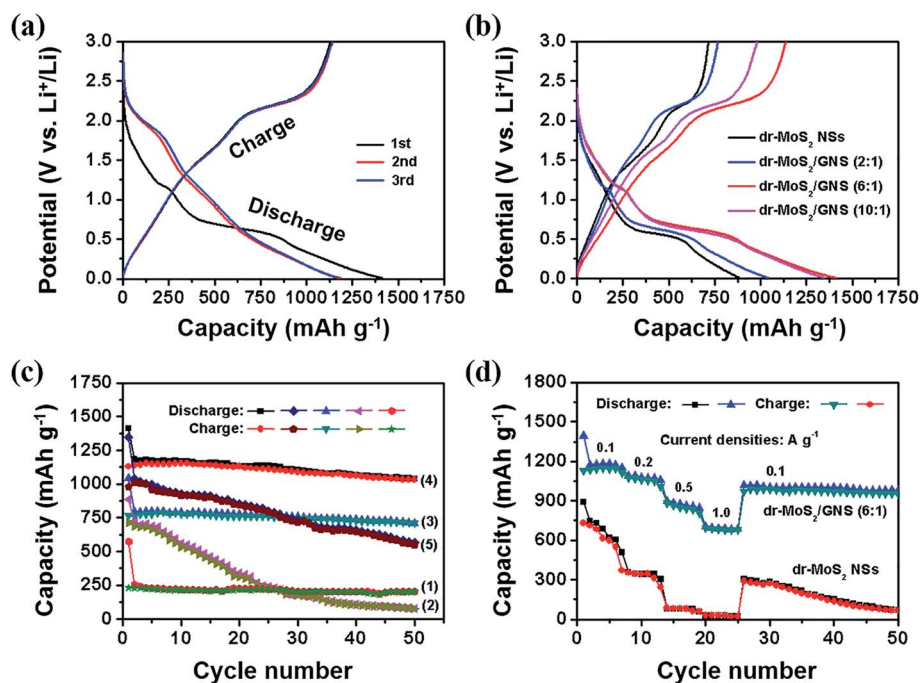 (a)
3.0
2.5
2.0
1.5
1.0
0.5
0.0
Potential (V vs. Li⁺/Li)
Charge
Discharge
1st
2nd
3rd
0 250 500 750 1000 1250 1500 1750
Capacity (mAh g⁻¹)
(b)
3.0
2.5
2.0
1.5
1.0
0.5
0.0
Potential (V vs. Li⁺/Li)
dr-MoS₂ NSs
dr-MoS₂/GNS (2:1)
dr-MoS₂/GNS (6:1)
dr-MoS₂/GNS (10:1)
0 250 500 750 1000 1250 1500 1750
Capacity (mAh g⁻¹)
(c)
1750
1500
1250
1000
750
500
250
0
Capacity (mAh g⁻¹)
Discharge:
Charge:
(4)
(3)
(5)
(1)
(2)
0 10 20 30 40 50
Cycle number
(d)
1800
1500
1200
900
600
300
0
Capacity (mAh g⁻¹)
Discharge: Charge:
Current densities: A g⁻¹
0.1
0.2
0.5
1.0
0.1
dr-MoS₂/GNS (6:1)
dr-MoS₂ NSs
0 10 20 30 40 50
Cycle number